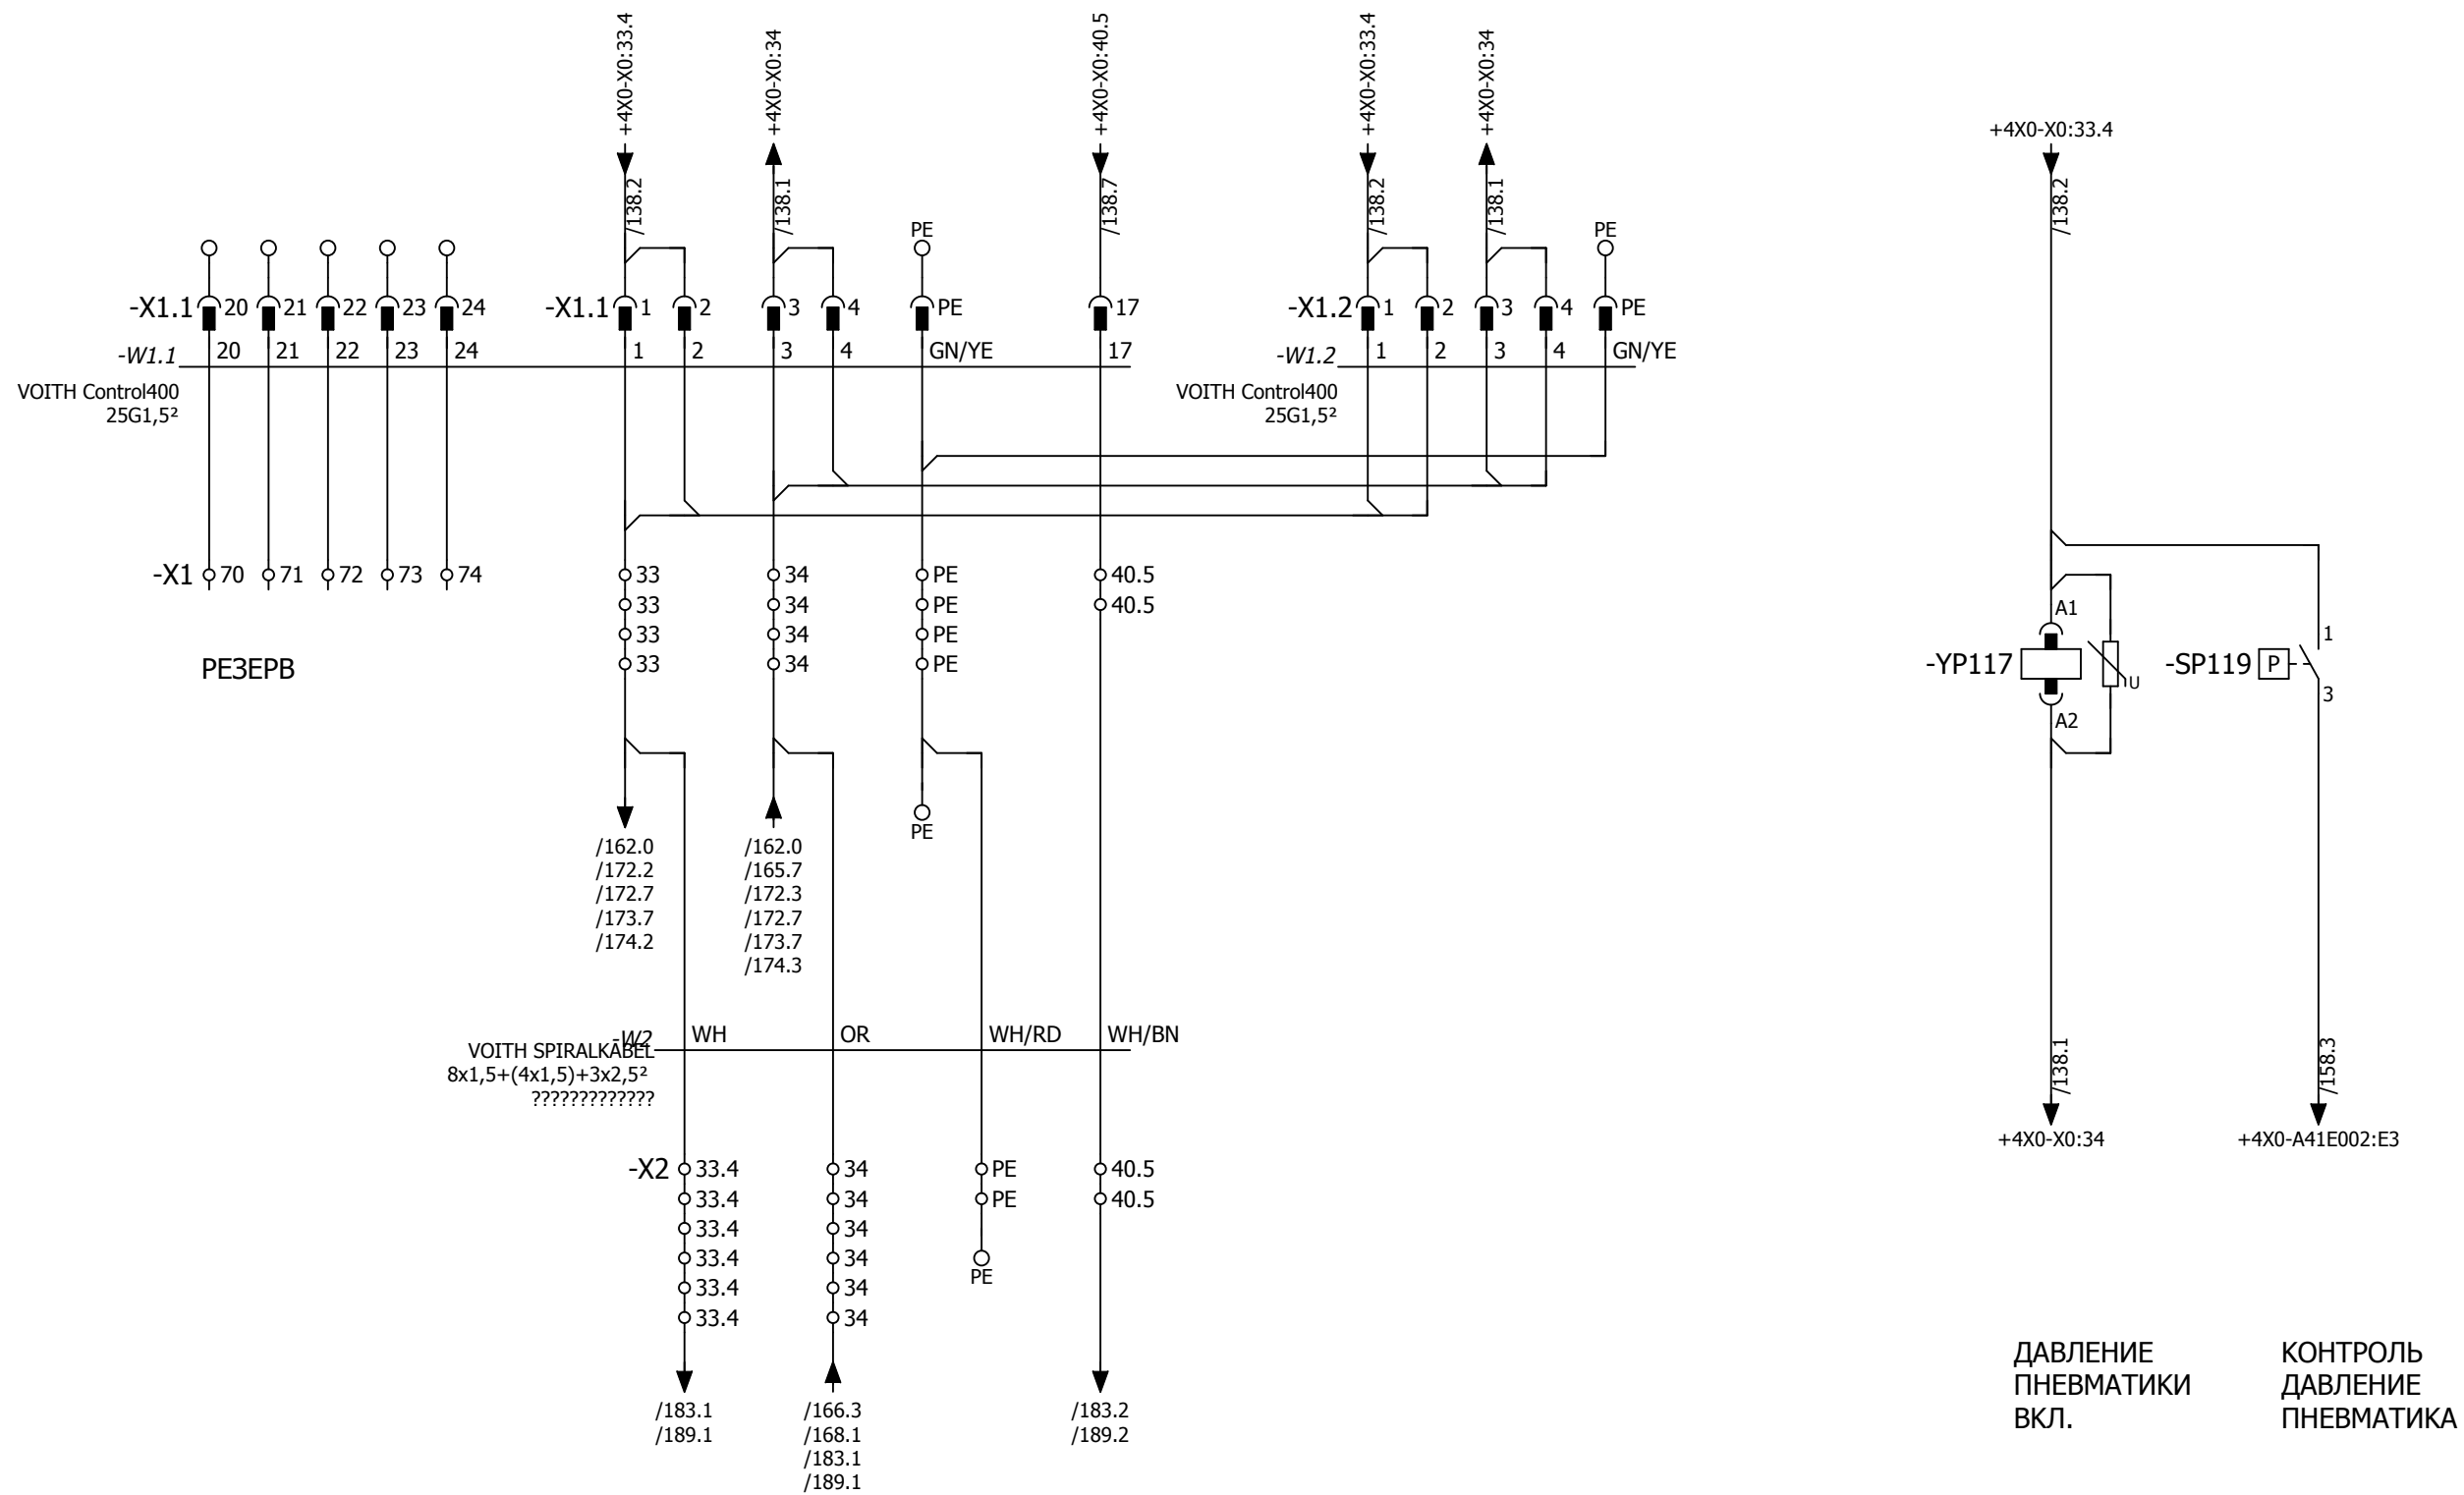 +4X0-X0:33.4
+4X0-X0:34
+4X0-X0:40.5
+4X0-X0:33.4
+4X0-X0:34
+4X0-X0:33.4
/138.2
/138.1
/138.7
/138.2
/138.1
/138.2
PE
PE
-X1.1 20 21 22 23 24
-X1.1 1 2 3 4 PE 17
-X1.2 1 2 3 4 PE
-W1.1 20 21 22 23 24 1 2 3 4 GN/YE 17
-W1.2 1 2 3 4 GN/YE
VOITH Control400
25G1,5²
VOITH Control400
25G1,5²
-X1 70 71 72 73 74 33 34 PE 40.5
33 34 PE 40.5
33 34 PE
33 34 PE
РЕЗЕРВ
A1
-YP117
U
A2
1
-SP119 P
3
PE
/162.0
/172.2
/172.7
/173.7
/174.2
/162.0
/165.7
/172.3
/172.7
/173.7
/174.3
-W2 WH OR WH/RD WH/BN
VOITH SPIRALKABEL
8x1,5+(4x1,5)+3x2,5²
?????????????
/138.1
/158.3
+4X0-X0:34
+4X0-A41E002:E3
-X2 33.4 34 PE 40.5
33.4 34 PE 40.5
33.4 34
33.4 34
33.4 34
33.4 34
PE
/183.1
/189.1
/166.3
/168.1
/183.1
/189.1
/183.2
/189.2
ДАВЛЕНИЕ
ПНЕВМАТИКИ
ВКЛ.
КОНТРОЛЬ
ДАВЛЕНИЕ
ПНЕВМАТИКА